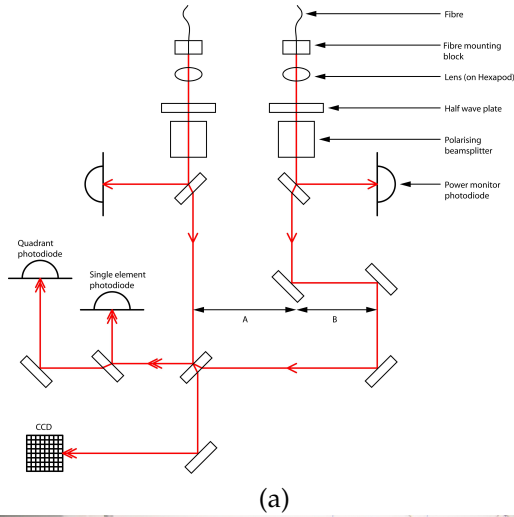 Fibre
Fibre mounting
block
Lens (on Hexapod)
Half wave plate
Polarising
beamsplitter
Power monitor
photodiode
Quadrant
photodiode
Single element
photodiode
A
B
CCD
(a)